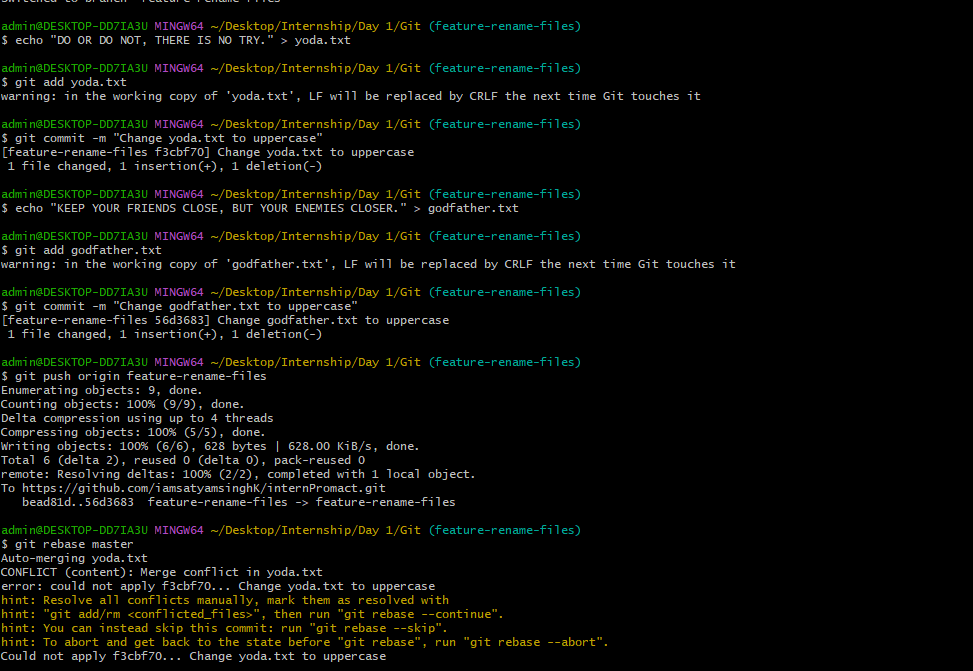 Switched to branch 'feature-rename-files'
admin@DESKTOP-DD7IA3U MINGW64 ~/Desktop/Internship/Day 1/Git (feature-rename-files)
$ echo "DO OR DO NOT, THERE IS NO TRY." > yoda.txt
admin@DESKTOP-DD7IA3U MINGW64 ~/Desktop/Internship/Day 1/Git (feature-rename-files)
$ git add yoda.txt
warning: in the working copy of 'yoda.txt', LF will be replaced by CRLF the next time Git touches it
admin@DESKTOP-DD7IA3U MINGW64 ~/Desktop/Internship/Day 1/Git (feature-rename-files)
$ git commit -m "Change yoda.txt to uppercase"
[feature-rename-files f3cbf70] Change yoda.txt to uppercase
1 file changed, 1 insertion(+), 1 deletion(-)
admin@DESKTOP-DD7IA3U MINGW64 ~/Desktop/Internship/Day 1/Git (feature-rename-files)
$ echo "KEEP YOUR FRIENDS CLOSE, BUT YOUR ENEMIES CLOSER." > godfather.txt
admin@DESKTOP-DD7IA3U MINGW64 ~/Desktop/Internship/Day 1/Git (feature-rename-files)
$ git add godfather.txt
warning: in the working copy of 'godfather.txt', LF will be replaced by CRLF the next time Git touches it
admin@DESKTOP-DD7IA3U MINGW64 ~/Desktop/Internship/Day 1/Git (feature-rename-files)
$ git commit -m "Change godfather.txt to uppercase"
[feature-rename-files 56d3683] Change godfather.txt to uppercase
1 file changed, 1 insertion(+), 1 deletion(-)
admin@DESKTOP-DD7IA3U MINGW64 ~/Desktop/Internship/Day 1/Git (feature-rename-files)
$ git push origin feature-rename-files
Enumerating objects: 9, done.
Counting objects: 100% (9/9), done.
Delta compression using up to 4 threads
Compressing objects: 100% (5/5), done.
Writing objects: 100% (6/6), 628 bytes | 628.00 KiB/s, done.
Total 6 (delta 2), reused 0 (delta 0), pack-reused 0
remote: Resolving deltas: 100% (2/2), completed with 1 local object.
To https://github.com/iamsatyamsinghK/internPromact.git
bead81d..56d3683  feature-rename-files -> feature-rename-files
admin@DESKTOP-DD7IA3U MINGW64 ~/Desktop/Internship/Day 1/Git (feature-rename-files)
$ git rebase master
Auto-merging yoda.txt
CONFLICT (content): Merge conflict in yoda.txt
error: could not apply f3cbf70... Change yoda.txt to uppercase
hint: Resolve all conflicts manually, mark them as resolved with
hint: "git add/rm <conflicted_files>", then run "git rebase --continue".
hint: You can instead skip this commit: run "git rebase --skip".
hint: To abort and get back to the state before "git rebase", run "git rebase --abort".
Could not apply f3cbf70... Change yoda.txt to uppercase